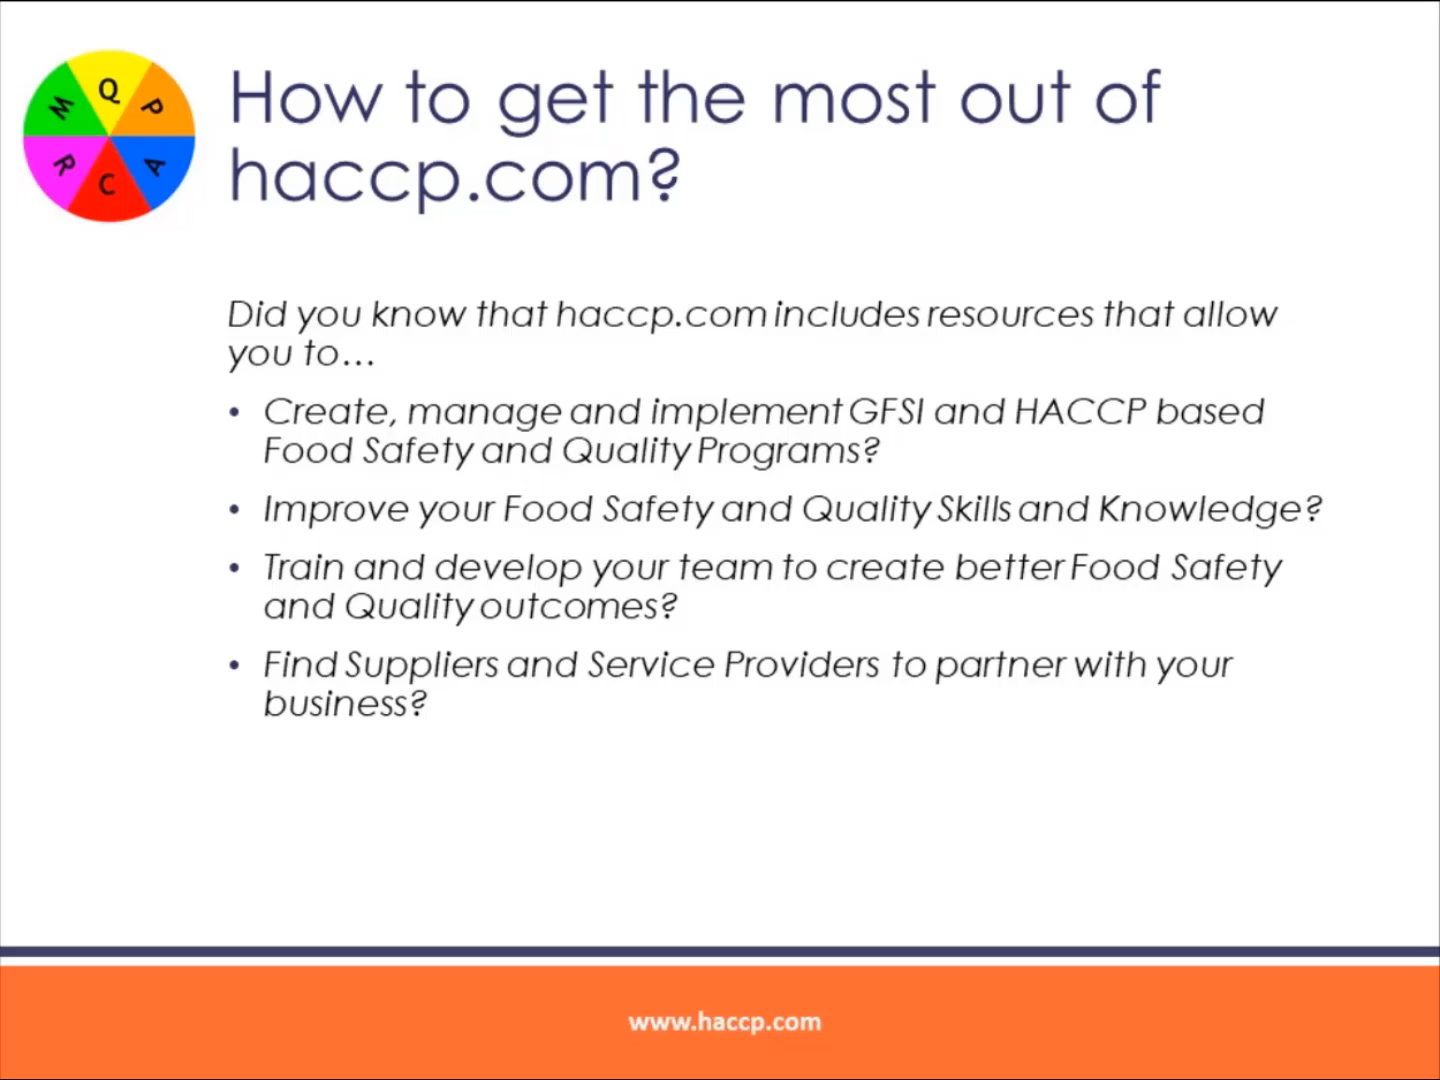 Q
P
A
C
R
M
How to get the most out of
haccp.com?
Did you know that haccp.com includes resources that allow
you to...
• Create, manage and implement GFSI and HACCP based
Food Safety and Quality Programs?
• Improve your Food Safety and Quality Skills and Knowledge?
• Train and develop your team to create better Food Safety
and Quality outcomes?
• Find Suppliers and Service Providers to partner with your
business?
www.haccp.com